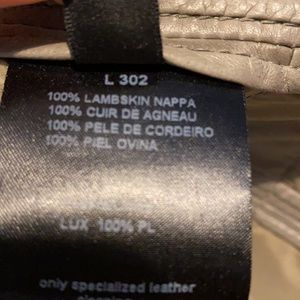 L 302
100% LAMBSKIN NAPPA
100% CUIR DE AGNEAU
100% PELE DE CORDEIRO
100% PIEL OVINA
LUX 100% PL
only specialized leather